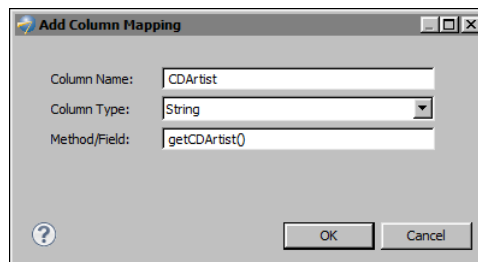 Add Column Mapping
Column Name: CDArtist
Column Type: String
Method/Field: getCDArtist()
?
OK Cancel